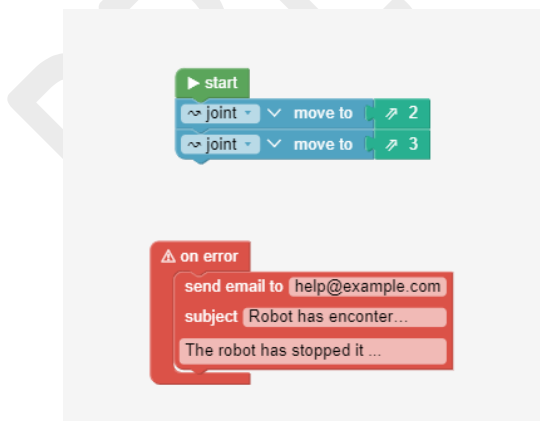 start
joint move to 2
joint move to 3
on error
send email to help@example.com
subject Robot has enconter...
The robot has stopped it ...